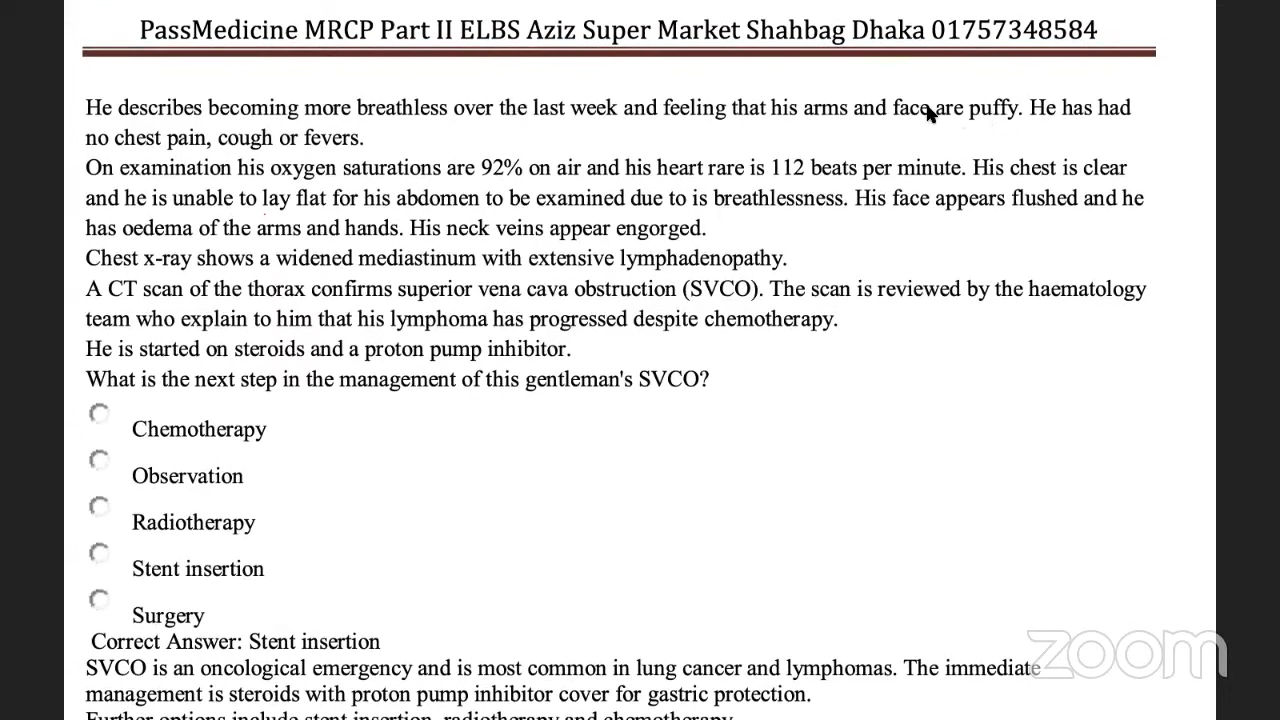 PassMedicine MRCP Part II ELBS Aziz Super Market Shahbag Dhaka 01757348584
He describes becoming more breathless over the last week and feeling that his arms and face are puffy. He has had
no chest pain, cough or fevers.
On examination his oxygen saturations are 92% on air and his heart rare is 112 beats per minute. His chest is clear
and he is unable to lay flat for his abdomen to be examined due to is breathlessness. His face appears flushed and he
has oedema of the arms and hands. His neck veins appear engorged.
Chest x-ray shows a widened mediastinum with extensive lymphadenopathy.
A CT scan of the thorax confirms superior vena cava obstruction (SVCO). The scan is reviewed by the haematology
team who explain to him that his lymphoma has progressed despite chemotherapy.
He is started on steroids and a proton pump inhibitor.
What is the next step in the management of this gentleman's SVCO?
Chemotherapy
Observation
Radiotherapy
Stent insertion
Surgery
Correct Answer: Stent insertion
SVCO is an oncological emergency and is most common in lung cancer and lymphomas. The immediate
management is steroids with proton pump inhibitor cover for gastric protection.
Further options include stent insertion, radiotherapy and chemotherapy.
zoom